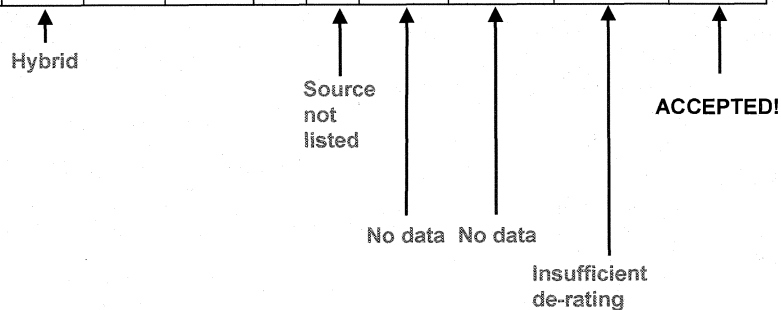 Hybrid
Source
not
listed
ACCEPTED!
No data No data
Insufficient
de-rating